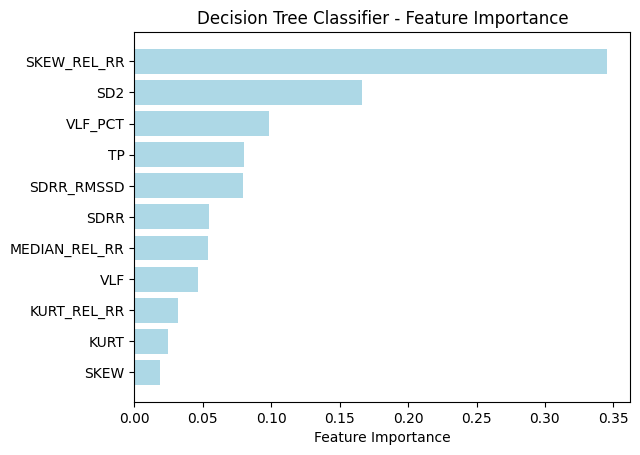 Decision Tree Classifier - Feature Importance
SKEW_REL_RR
SD2
VLF_PCT
TP
SDRR_RMSSD
SDRR
MEDIAN_REL_RR
VLF
KURT_REL_RR
KURT
SKEW
0.00 0.05 0.10 0.15 0.20 0.25 0.30 0.35
Feature Importance